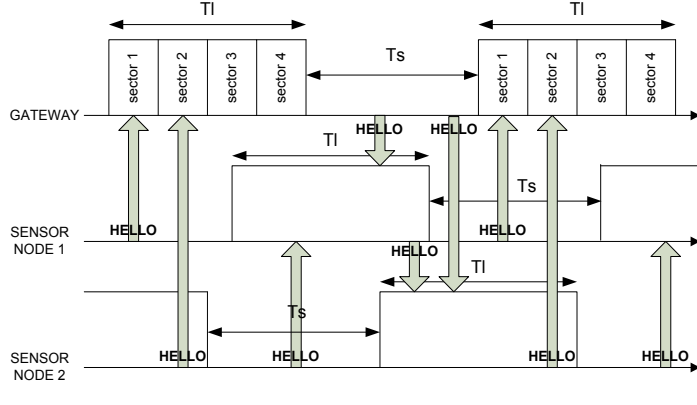 Tl
Tl
sector 1
sector 2
sector 3
sector 4
Ts
sector 1
sector 2
sector 3
sector 4
GATEWAY
HELLO
HELLO
Tl
Ts
HELLO
HELLO
SENSOR
NODE 1
HELLO
Tl
Ts
HELLO
HELLO
HELLO
HELLO
SENSOR
NODE 2